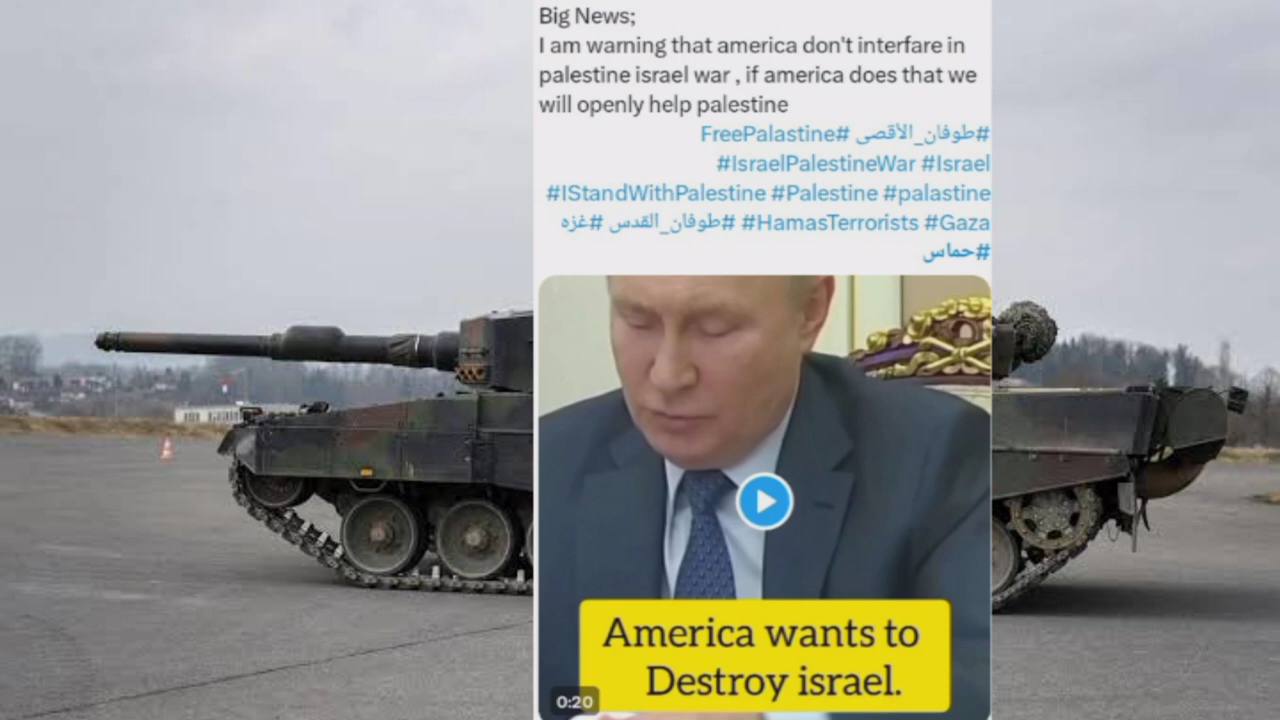 Big News;
I am warning that america don't interfare in
palestine israel war , if america does that we
will openly help palestine
#طوفان_الأقصى #FreePalastine
#IsraelPalestineWar #Israel
#IStandWithPalestine #Palestine #palastine
#طوفان_القدس #غزه #HamasTerrorists #Gaza
#حماس
America wants to
Destroy israel.
0:20